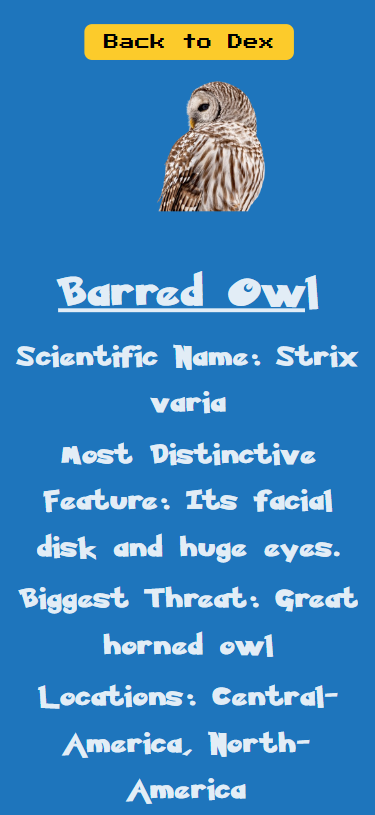 Back to Dex
Barred Owl
Scientific Name: Strix
varia
Most Distinctive
Feature: Its facial
disk and huge eyes.
Biggest Threat: Great
horned owl
Locations: Central-
America, North-
America